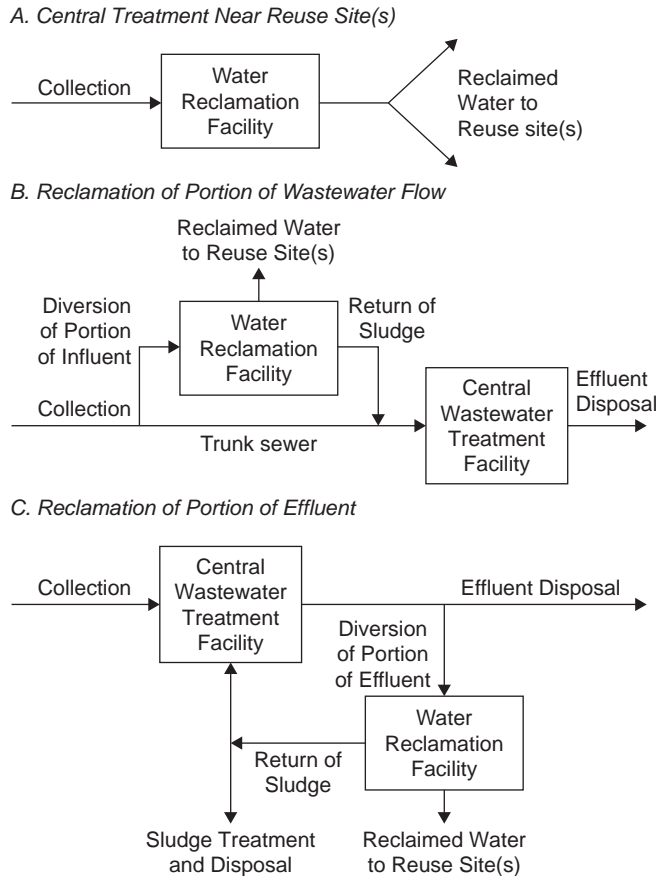 A. Central Treatment Near Reuse Site(s)
Collection
Water
Reclamation
Facility
Reclaimed
Water to
Reuse site(s)
B. Reclamation of Portion of Wastewater Flow
Reclaimed Water
to Reuse Site(s)
Diversion
of Portion
of Influent
Water
Reclamation
Facility
Return of
Sludge
Collection
Trunk sewer
Central
Wastewater
Treatment
Facility
Effluent
Disposal
C. Reclamation of Portion of Effluent
Collection
Central
Wastewater
Treatment
Facility
Effluent Disposal
Diversion
of Portion
of Effluent
Water
Reclamation
Facility
Return of
Sludge
Sludge Treatment
and Disposal
Reclaimed Water
to Reuse Site(s)